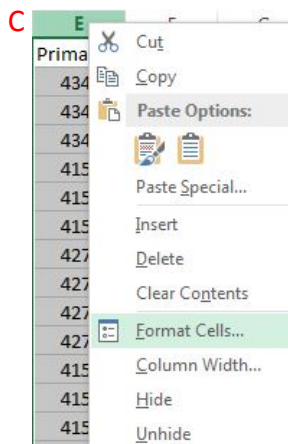 C
E
Prima
Cut
434
Copy
434
Paste Options:
434
415
415
Paste Special...
415
Insert
427
Delete
427
Clear Contents
427
Format Cells...
427
Column Width...
415
Hide
415
Unhide
415